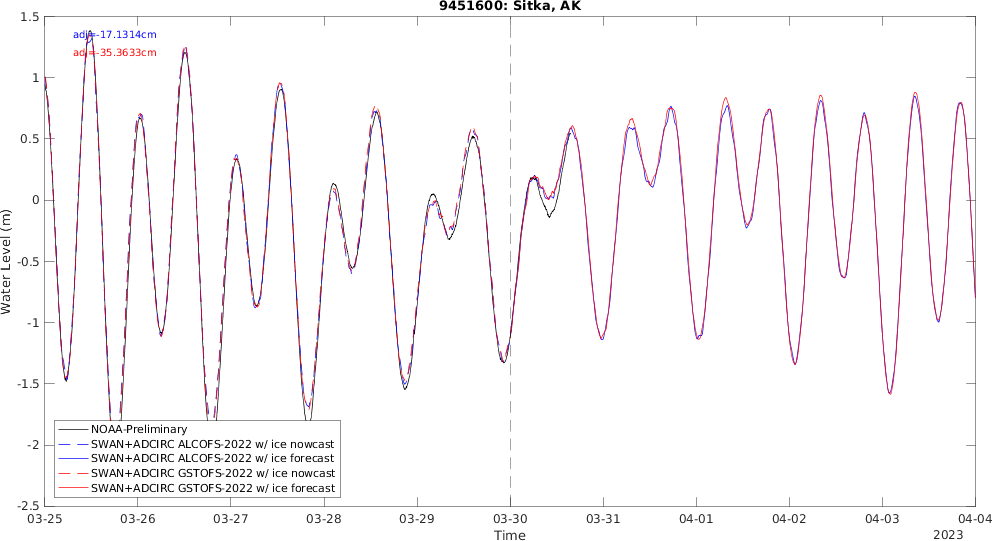 9451600: Sitka, AK
1.5
adj=-17.1314cm
adj=-35.3633cm
1
0.5
0
-0.5
-1
-1.5
-2
-2.5
Water Level (m)
NOAA-Preliminary
SWAN+ADCIRC ALCOFS-2022 w/ ice nowcast
SWAN+ADCIRC ALCOFS-2022 w/ ice forecast
SWAN+ADCIRC GSTOFS-2022 w/ ice nowcast
SWAN+ADCIRC GSTOFS-2022 w/ ice forecast
03-25 03-26 03-27 03-28 03-29 03-30 03-31 04-01 04-02 04-03 04-04
Time
2023